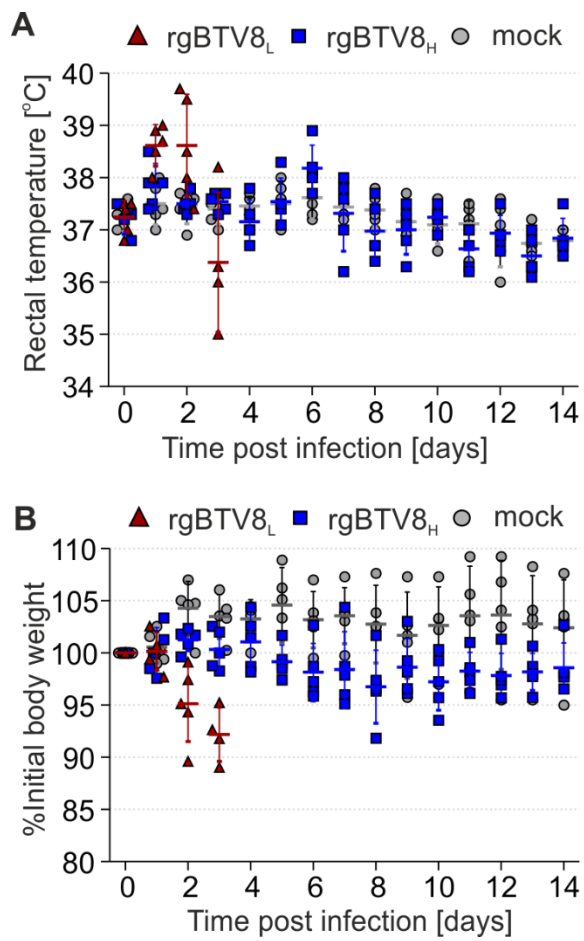 A
rgBTV8L rgBTV8H mock
Rectal temperature [°C]
40
39
38
37
36
35
34
0 2 4 6 8 10 12 14
Time post infection [days]
B
rgBTV8L rgBTV8H mock
%Initial body weight
110
105
100
95
90
85
80
0 2 4 6 8 10 12 14
Time post infection [days]